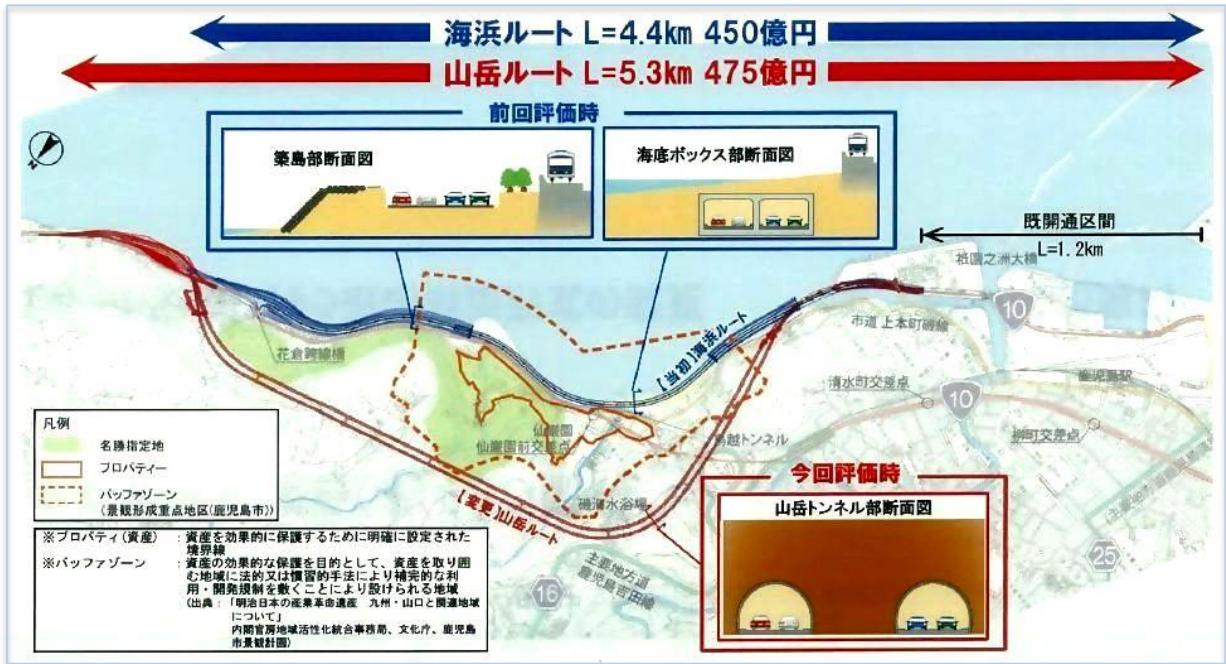 海浜ルート L=4.4km 450億円
山岳ルート L=5.3km 475億円
前回評価時
築島部断面図
海底ボックス部断面図
N
既開通区間
L=1.2km
祇園之洲大橋
10
市道 上本町磯線
花倉跨線橋
【当初】海浜ルート
清水町交差点
鹿児島駅
10
柳町交差点
仙巌園
仙巌園前交差点
鳥越トンネル
凡例
名勝指定地
プロパティー
バッファゾーン
(景観形成重点地区(鹿児島市))
【変更】山岳ルート
磯海水浴場
今回評価時
山岳トンネル部断面図
主要地方道
鹿児島吉田線
16
25
※プロパティ(資産) :資産を効果的に保護するために明確に設定された
境界線
※バッファゾーン :資産の効果的な保護を目的として、資産を取り囲
む地域に法的又は慣習的手法により補完的な利
用・開発規制を敷くことにより設けられる地域
(出典:「明治日本の産業革命遺産 九州・山口と関連地域
について」
内閣官房地域活性化統合事務局、文化庁、鹿児島
市景観計画)